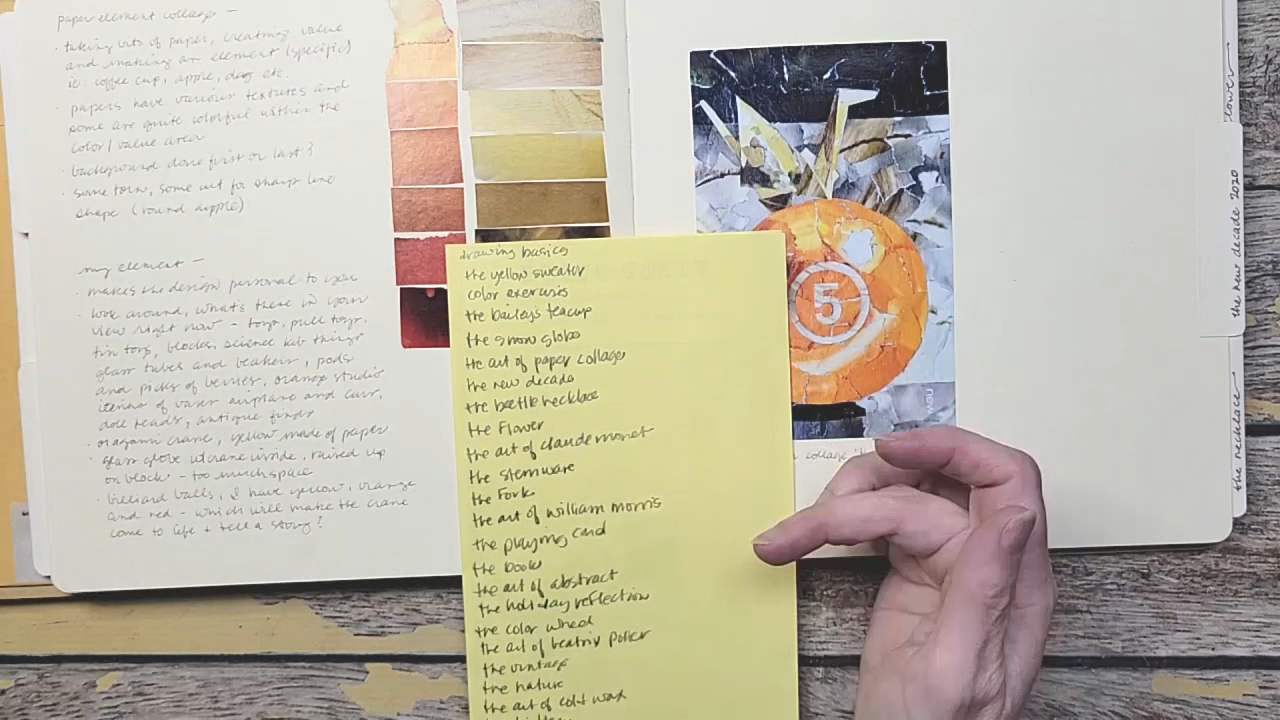 paper element collage –
· taking bits of paper, creating value
and making an element (specific)
ie. coffee cup, apple, dog etc.
· papers have various textures and
some are quite colorful within the
color/value area
· background done first or last?
· some torn, some cut for sharp line
shape (round apple)
my element –
· makes the design personal to you
· look around, what's there in your
view right now - toys, pull toys,
tin toys, blocks, science lab things
glass tubes and beakers, pods
and picks of berries, orange studio
items of vases airplane and cars,
doll heads, antique finds
· origami crane, yellow made of paper
glass globe w/crane inside, raised up
on block - too much space
· billiard balls, I have yellow, orange
and red - which will make the crane
come to life + tell a story?
drawing basics
the yellow sweater
color exercises
the baileys teacup
the snow globe
the art of paper collages
the new decade
the beetle necklace
the flower
the art of claude monet
the stemware
the fork
the art of william morris
the playing card
the book
the art of abstract
the holiday reflection
the color wheel
the art of beatrix potter
the vintage
the nature
the art of cold wax
5
collage
flower
the new decade 2020
the necklace